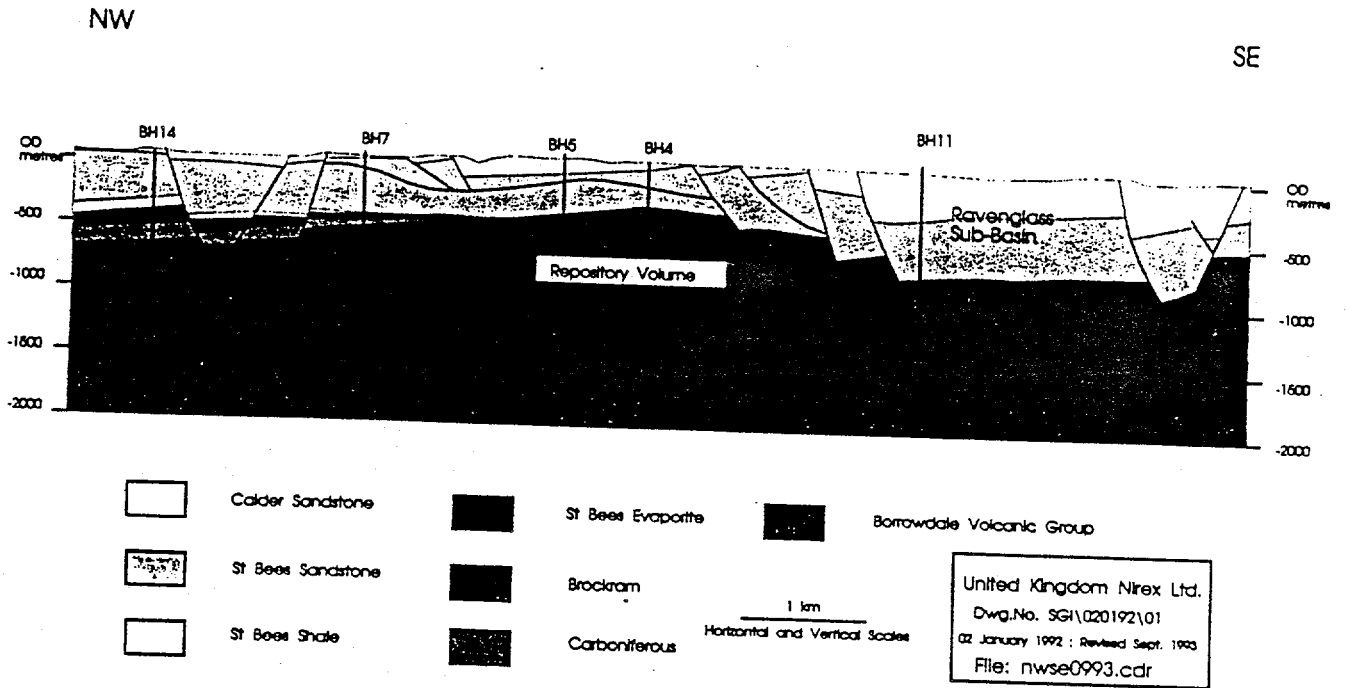 NW
SE
BH14
BH7
BH5
BH4
BH11
OD
metres
-500
-1000
-1500
-2000
OD
metres
-500
-1000
-1500
-2000
Ravenglass
Sub-Basin
Repository Volume
Calder Sandstone
St Bees Sandstone
St Bees Shale
St Bees Evaporite
Brockram
Carboniferous
Borrowdale Volcanic Group
1 km
Horizontal and Vertical Scales
United Kingdom Nirex Ltd.
Dwg.No. SGI\020192\01
02 January 1992 : Revised Sept. 1993
File: nwse0993.cdr